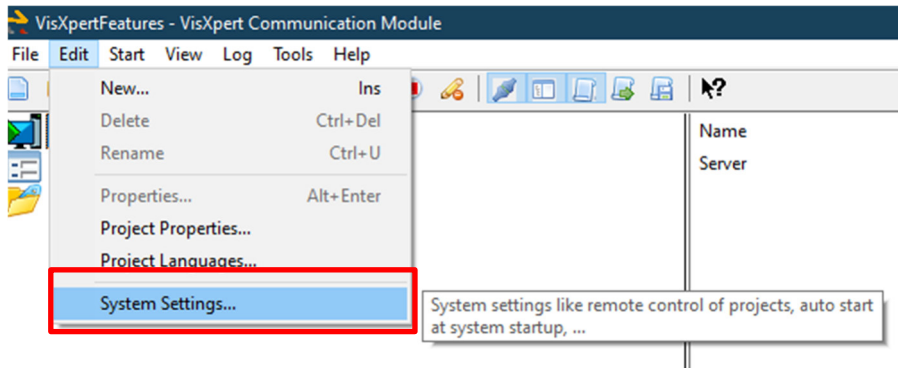 VisXpertFeatures - VisXpert Communication Module
File Edit Start View Log Tools Help
New... Ins
Delete Ctrl+Del
Rename Ctrl+U
Properties... Alt+Enter
Project Properties...
Project Languages...
System Settings...
System settings like remote control of projects, auto start
at system startup, ...
Name
Server